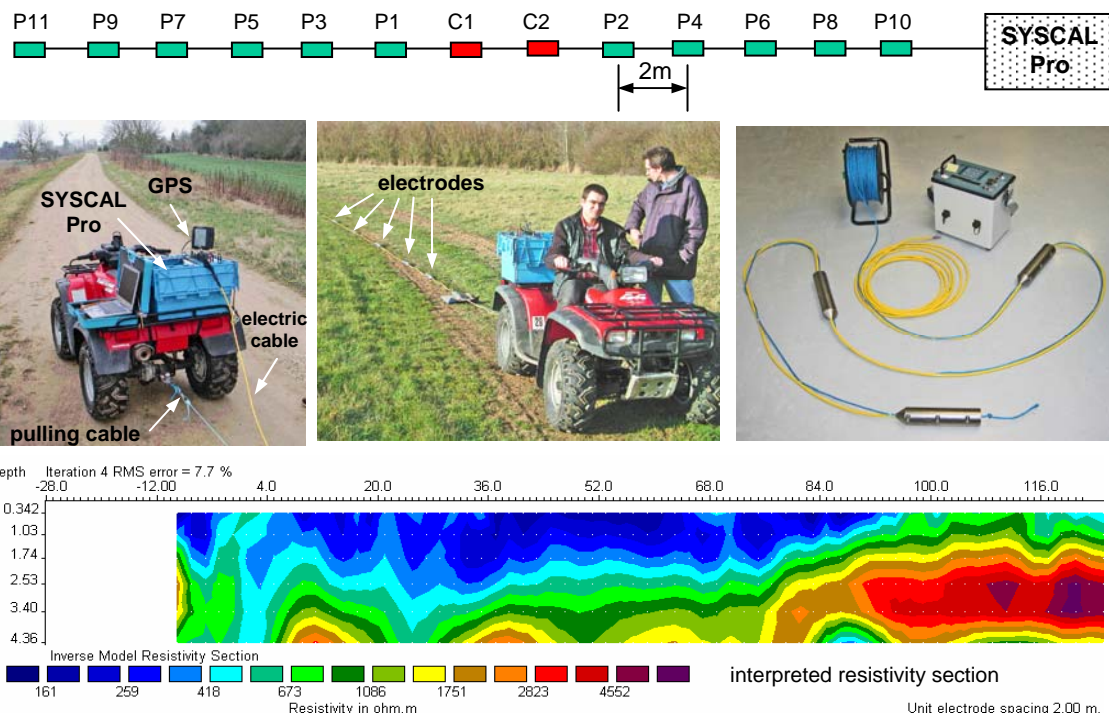 P11 P9 P7 P5 P3 P1 C1 C2 P2 P4 P6 P8 P10
SYSCAL
Pro
2m
SYSCAL
Pro
GPS
electric
cable
pulling cable
electrodes
26
epth Iteration 4 RMS error = 7.7 %
-28.0 -12.00 4.0 20.0 36.0 52.0 68.0 84.0 100.0 116.0
0.342
1.03
1.74
2.53
3.40
4.36
Inverse Model Resistivity Section
161 259 418 673 1086 1751 2823 4552
Resistivity in ohm.m
interpreted resistivity section
Unit electrode spacing 2.00 m.